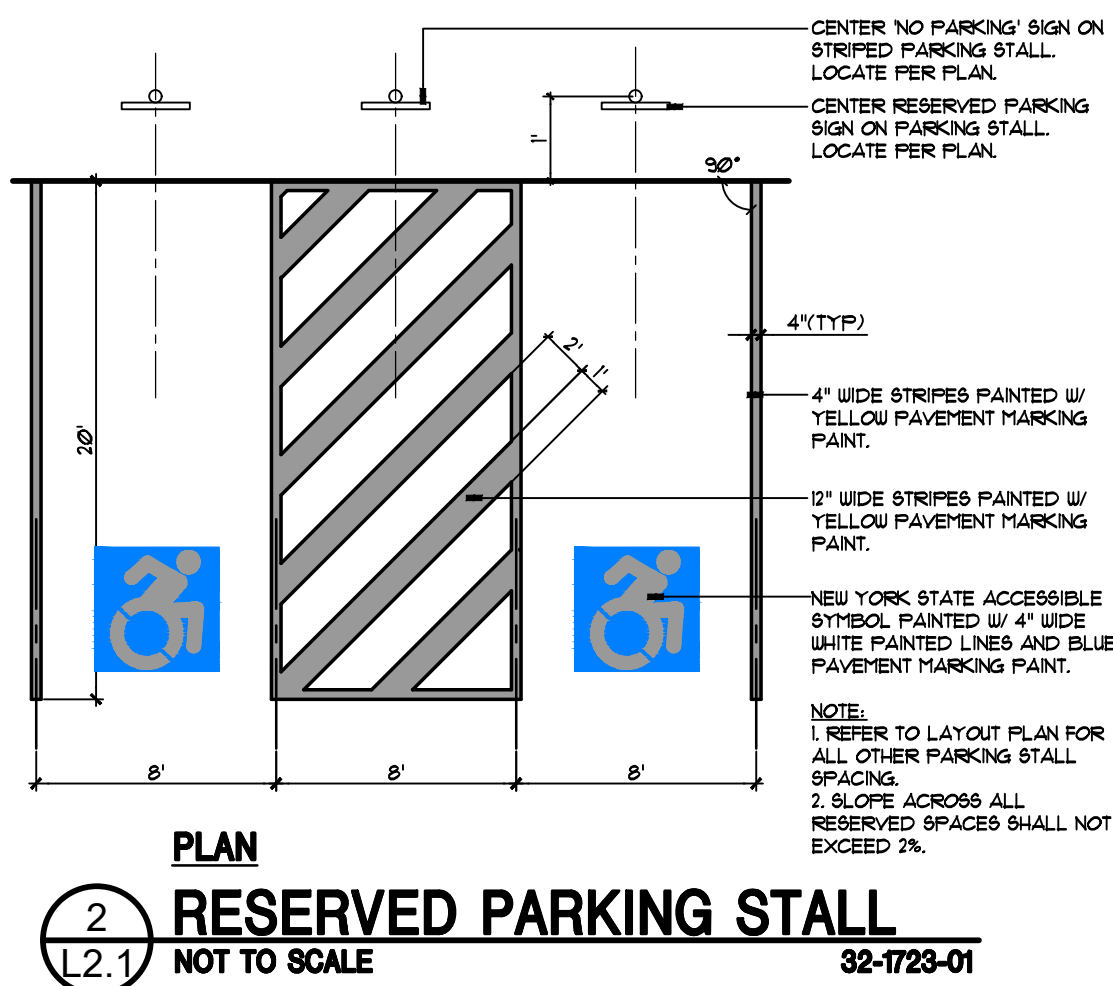 CENTER 'NO PARKING' SIGN ON
STRIPED PARKING STALL.
LOCATE PER PLAN.
CENTER RESERVED PARKING
SIGN ON PARKING STALL.
LOCATE PER PLAN.
1'
90°
4"(TYP)
2'
1'
20'
4" WIDE STRIPES PAINTED W/
YELLOW PAVEMENT MARKING
PAINT.
12" WIDE STRIPES PAINTED W/
YELLOW PAVEMENT MARKING
PAINT.
NEW YORK STATE ACCESSIBLE
SYMBOL PAINTED W/ 4" WIDE
WHITE PAINTED LINES AND BLUE
PAVEMENT MARKING PAINT.
NOTE:
1. REFER TO LAYOUT PLAN FOR
ALL OTHER PARKING STALL
SPACING.
2. SLOPE ACROSS ALL
RESERVED SPACES SHALL NOT
EXCEED 2%.
8'
8'
8'
PLAN
2
L2.1
RESERVED PARKING STALL
NOT TO SCALE
32-1723-01